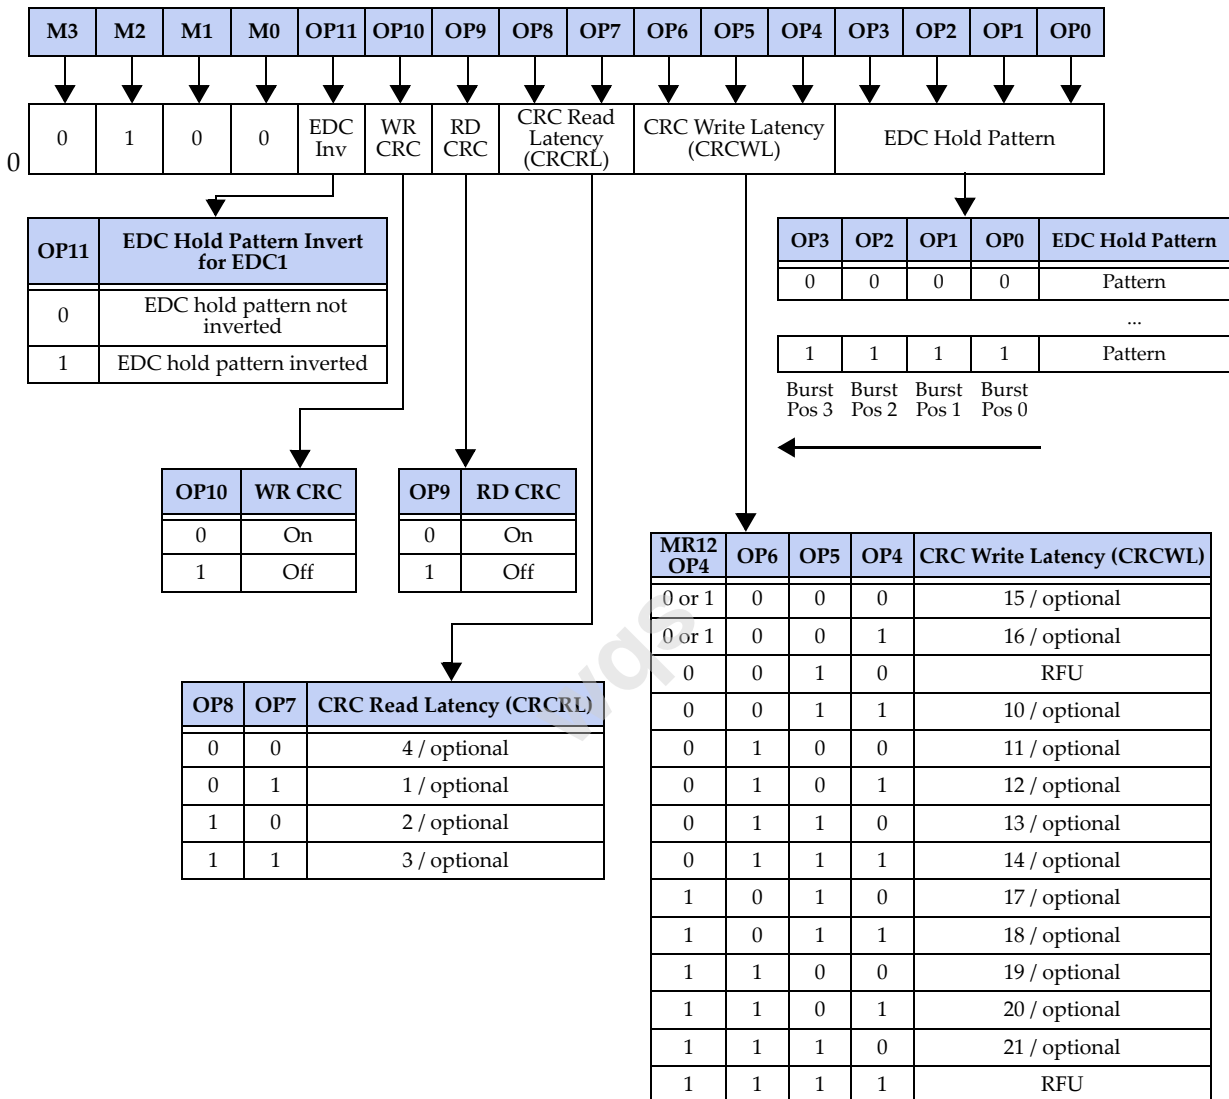 M3 M2 M1 M0 OP11 OP10 OP9 OP8 OP7 OP6 OP5 OP4 OP3 OP2 OP1 OP0
0
0 1 0 0 EDC Inv WR CRC RD CRC CRC Read Latency (CRCRL) CRC Write Latency (CRCWL) EDC Hold Pattern
OP11 EDC Hold Pattern Invert for EDC1
0 EDC hold pattern not inverted
1 EDC hold pattern inverted
OP3 OP2 OP1 OP0 EDC Hold Pattern
0 0 0 0 Pattern
...
1 1 1 1 Pattern
Burst Burst Burst Burst
Pos 3 Pos 2 Pos 1 Pos 0
OP10 WR CRC
0 On
1 Off
OP9 RD CRC
0 On
1 Off
OP8 OP7 CRC Read Latency (CRCRL)
0 0 4 / optional
0 1 1 / optional
1 0 2 / optional
1 1 3 / optional
MR12 OP4 OP6 OP5 OP4 CRC Write Latency (CRCWL)
0 or 1 0 0 0 15 / optional
0 or 1 0 0 1 16 / optional
0 0 1 0 RFU
0 0 1 1 10 / optional
0 1 0 0 11 / optional
0 1 0 1 12 / optional
0 1 1 0 13 / optional
0 1 1 1 14 / optional
1 0 1 0 17 / optional
1 0 1 1 18 / optional
1 1 0 0 19 / optional
1 1 0 1 20 / optional
1 1 1 0 21 / optional
1 1 1 1 RFU